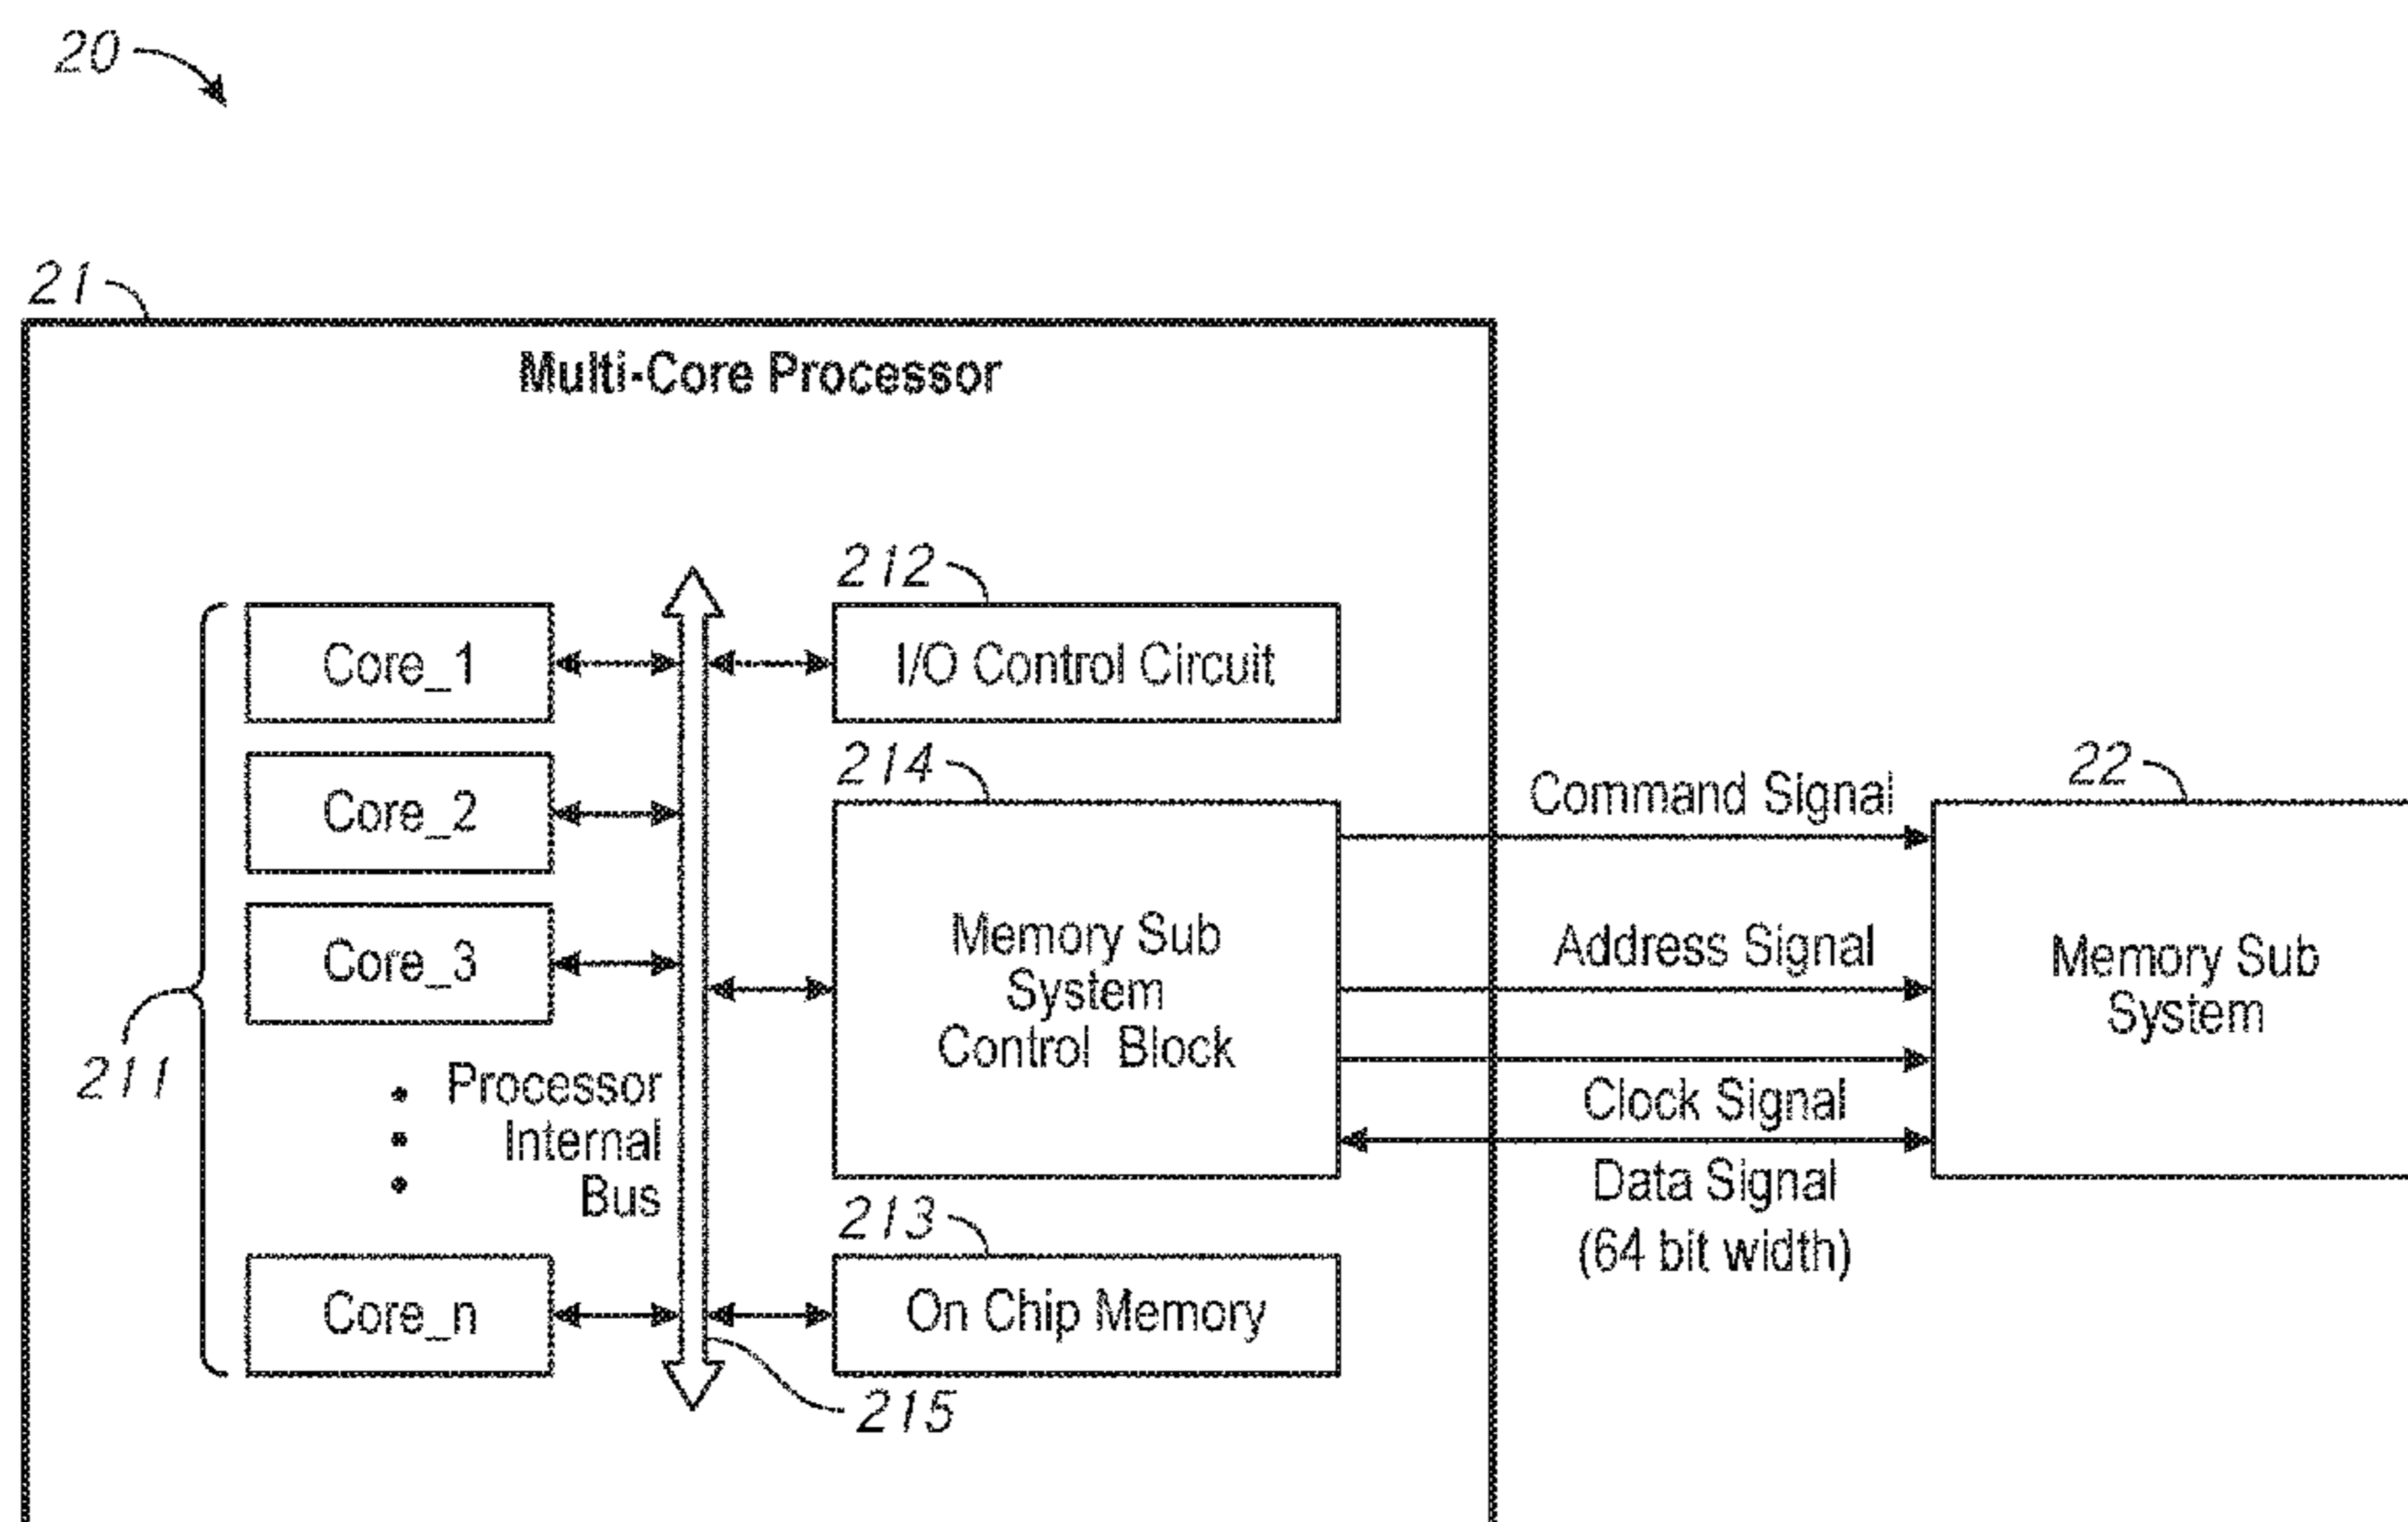 20
21
Multi-Core Processor
212
Core_1
I/O Control Circuit
214
22
Core_2
Command Signal
Core_3
Memory Sub
System
Control Block
Address Signal
Memory Sub
System
211
Processor
Internal
Bus
Clock Signal
Data Signal
(64 bit width)
213
Core_n
On Chip Memory
215